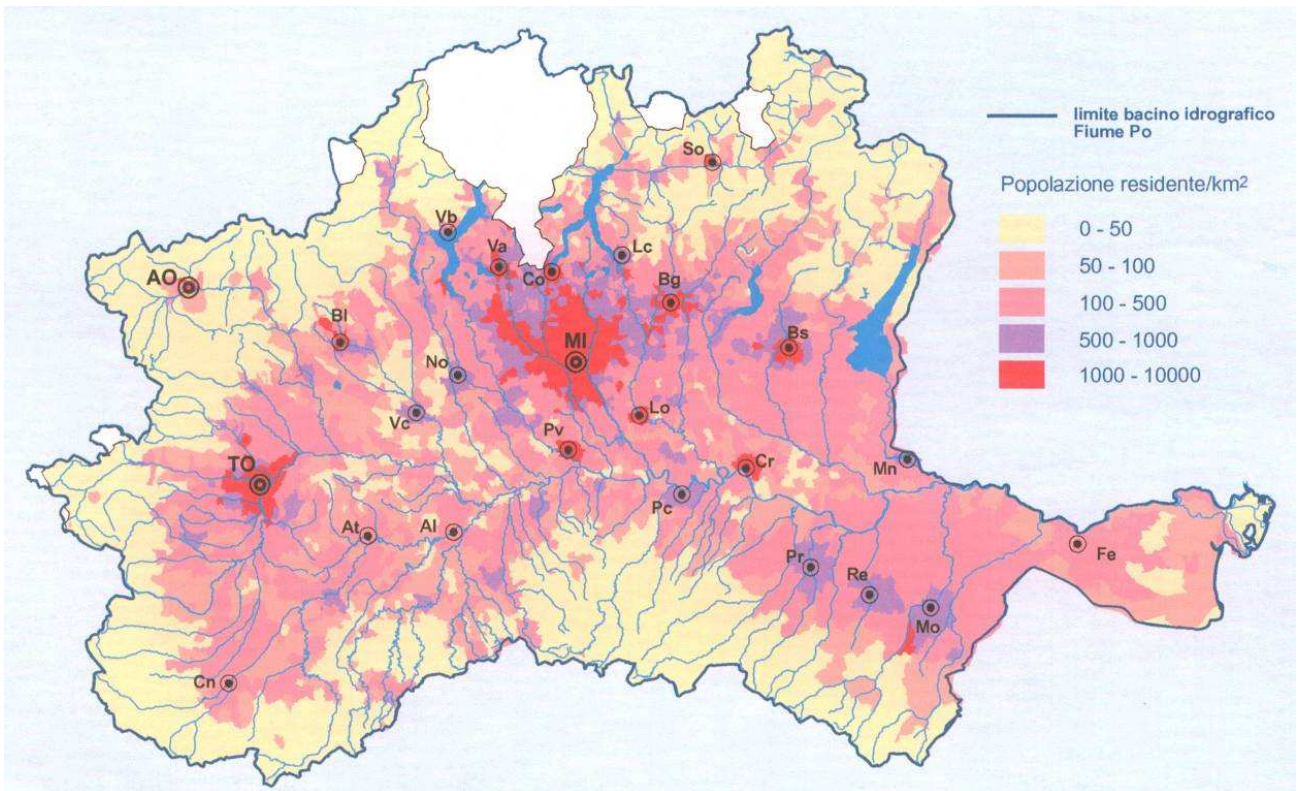 limite bacino idrografico
Fiume Po
Popolazione residente/km²
0 - 50
50 - 100
100 - 500
500 - 1000
1000 - 10000
So
Vb
Va
Lc
Co
AO
Bg
Bl
MI
Bs
No
Vc
Lo
Pv
TO
Cr
Mn
Pc
At
Al
Fe
Pr
Re
Mo
Cn